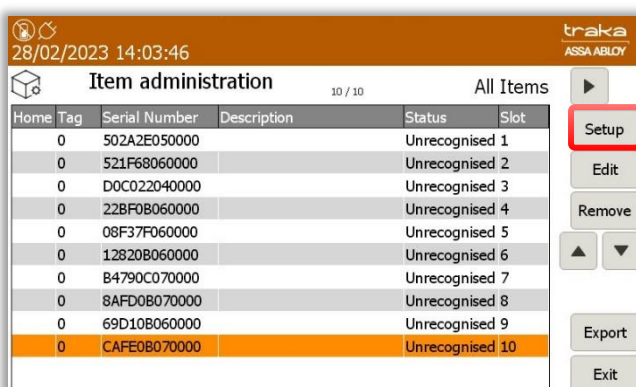 traka
28/02/2023 14:03:46
ASSA ABLOY
Item administration 10 / 10 All Items
Home Tag Serial Number Description Status Slot
0 502A2E050000 Unrecognised 1
0 521F68060000 Unrecognised 2
0 D0C022040000 Unrecognised 3
0 22BF0B060000 Unrecognised 4
0 08F37F060000 Unrecognised 5
0 12820B060000 Unrecognised 6
0 B4790C070000 Unrecognised 7
0 8AFD0B070000 Unrecognised 8
0 69D10B060000 Unrecognised 9
0 CAFE0B070000 Unrecognised 10
Setup
Edit
Remove
Export
Exit